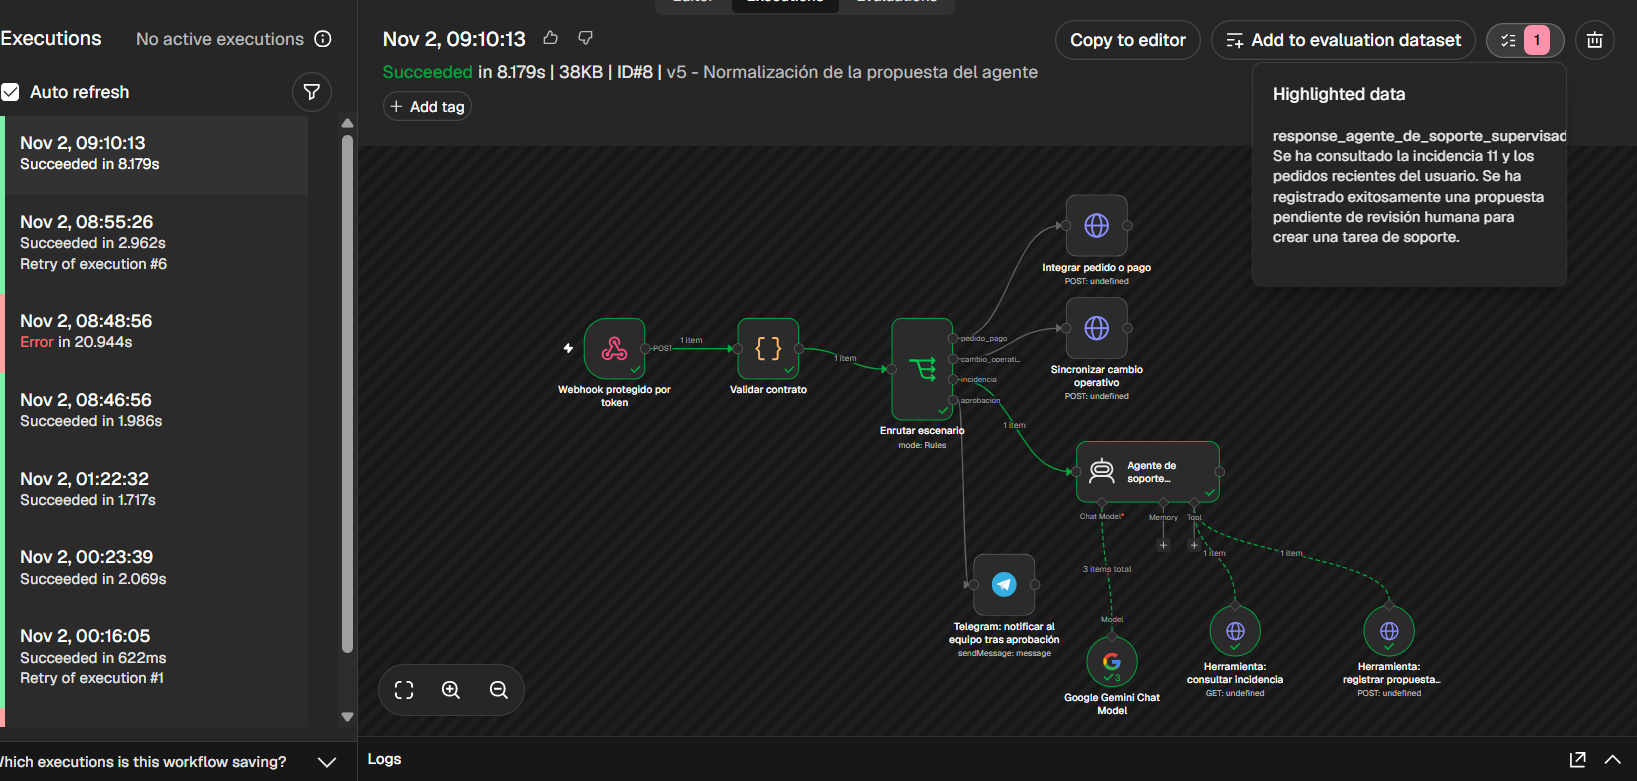 Executions
No active executions
Auto refresh
Nov 2, 09:10:13
Succeeded in 8.179s
Nov 2, 08:55:26
Succeeded in 2.962s
Retry of execution #6
Nov 2, 08:48:56
Error in 20.944s
Nov 2, 08:46:56
Succeeded in 1.986s
Nov 2, 01:22:32
Succeeded in 1.717s
Nov 2, 00:23:39
Succeeded in 2.069s
Nov 2, 00:16:05
Succeeded in 622ms
Retry of execution #1
Which executions is this workflow saving?
Editor
Executions
Evaluations
Nov 2, 09:10:13
Succeeded in 8.179s | 38KB | ID#8 | v5 - Normalización de la propuesta del agente
+ Add tag
Copy to editor
Add to evaluation dataset
1
Highlighted data
response_agente_de_soporte_supervisad
Se ha consultado la incidencia 11 y los
pedidos recientes del usuario. Se ha
registrado exitosamente una propuesta
pendiente de revisión humana para
crear una tarea de soporte.
Integrar pedido o pago
POST: undefined
Sincronizar cambio
operativo
POST: undefined
POST
1 item
Webhook protegido por
token
Validar contrato
1 item
pedido_pago
cambio_operati...
incidencia
aprobacion
Enrutar escenario
mode: Rules
1 item
Agente de
soporte...
Chat Model*
Memory
Tool
1 item
1 item
3 items total
Model
Telegram: notificar al
equipo tras aprobación
sendMessage: message
3
Google Gemini Chat
Model
Herramienta:
consultar incidencia
GET: undefined
Herramienta:
registrar propuesta...
POST: undefined
Logs